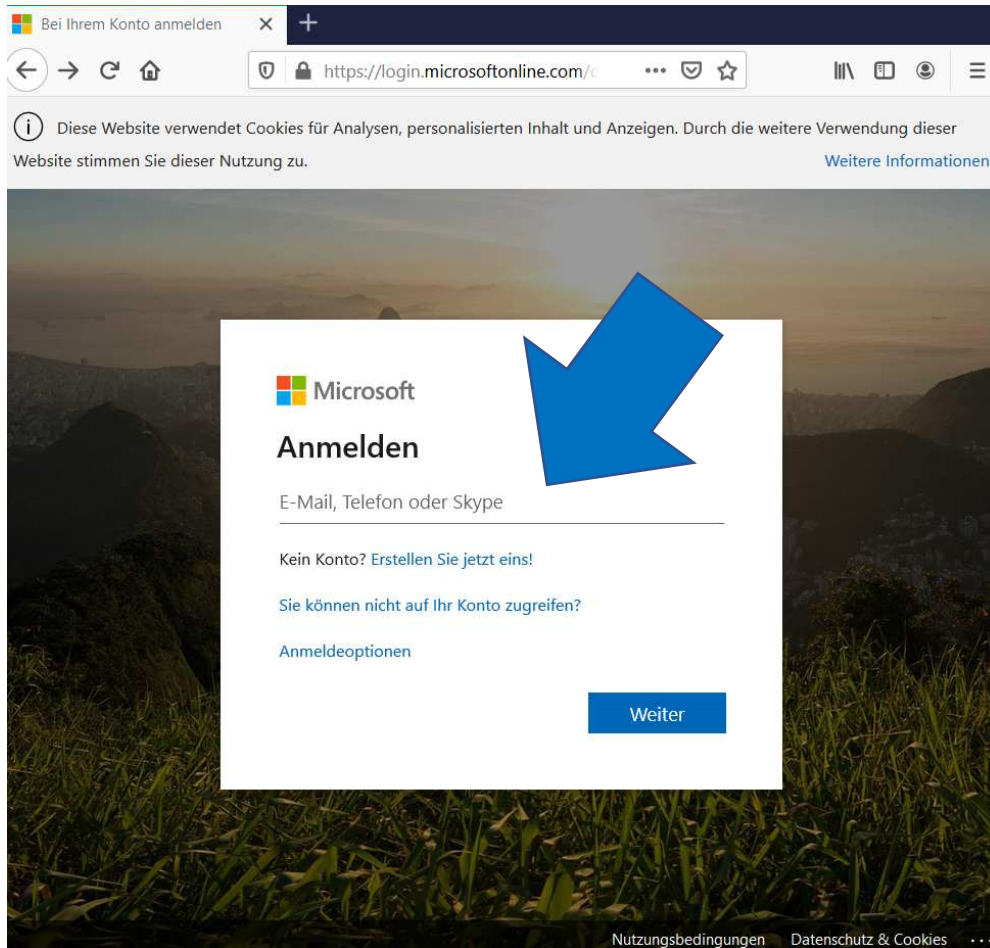 Bei Ihrem Konto anmelden
https://login.microsoftonline.com/
Diese Website verwendet Cookies für Analysen, personalisierten Inhalt und Anzeigen. Durch die weitere Verwendung dieser
Website stimmen Sie dieser Nutzung zu. Weitere Informationen
Microsoft
Anmelden
E-Mail, Telefon oder Skype
Kein Konto? Erstellen Sie jetzt eins!
Sie können nicht auf Ihr Konto zugreifen?
Anmeldeoptionen
Weiter
Nutzungsbedingungen Datenschutz & Cookies ...